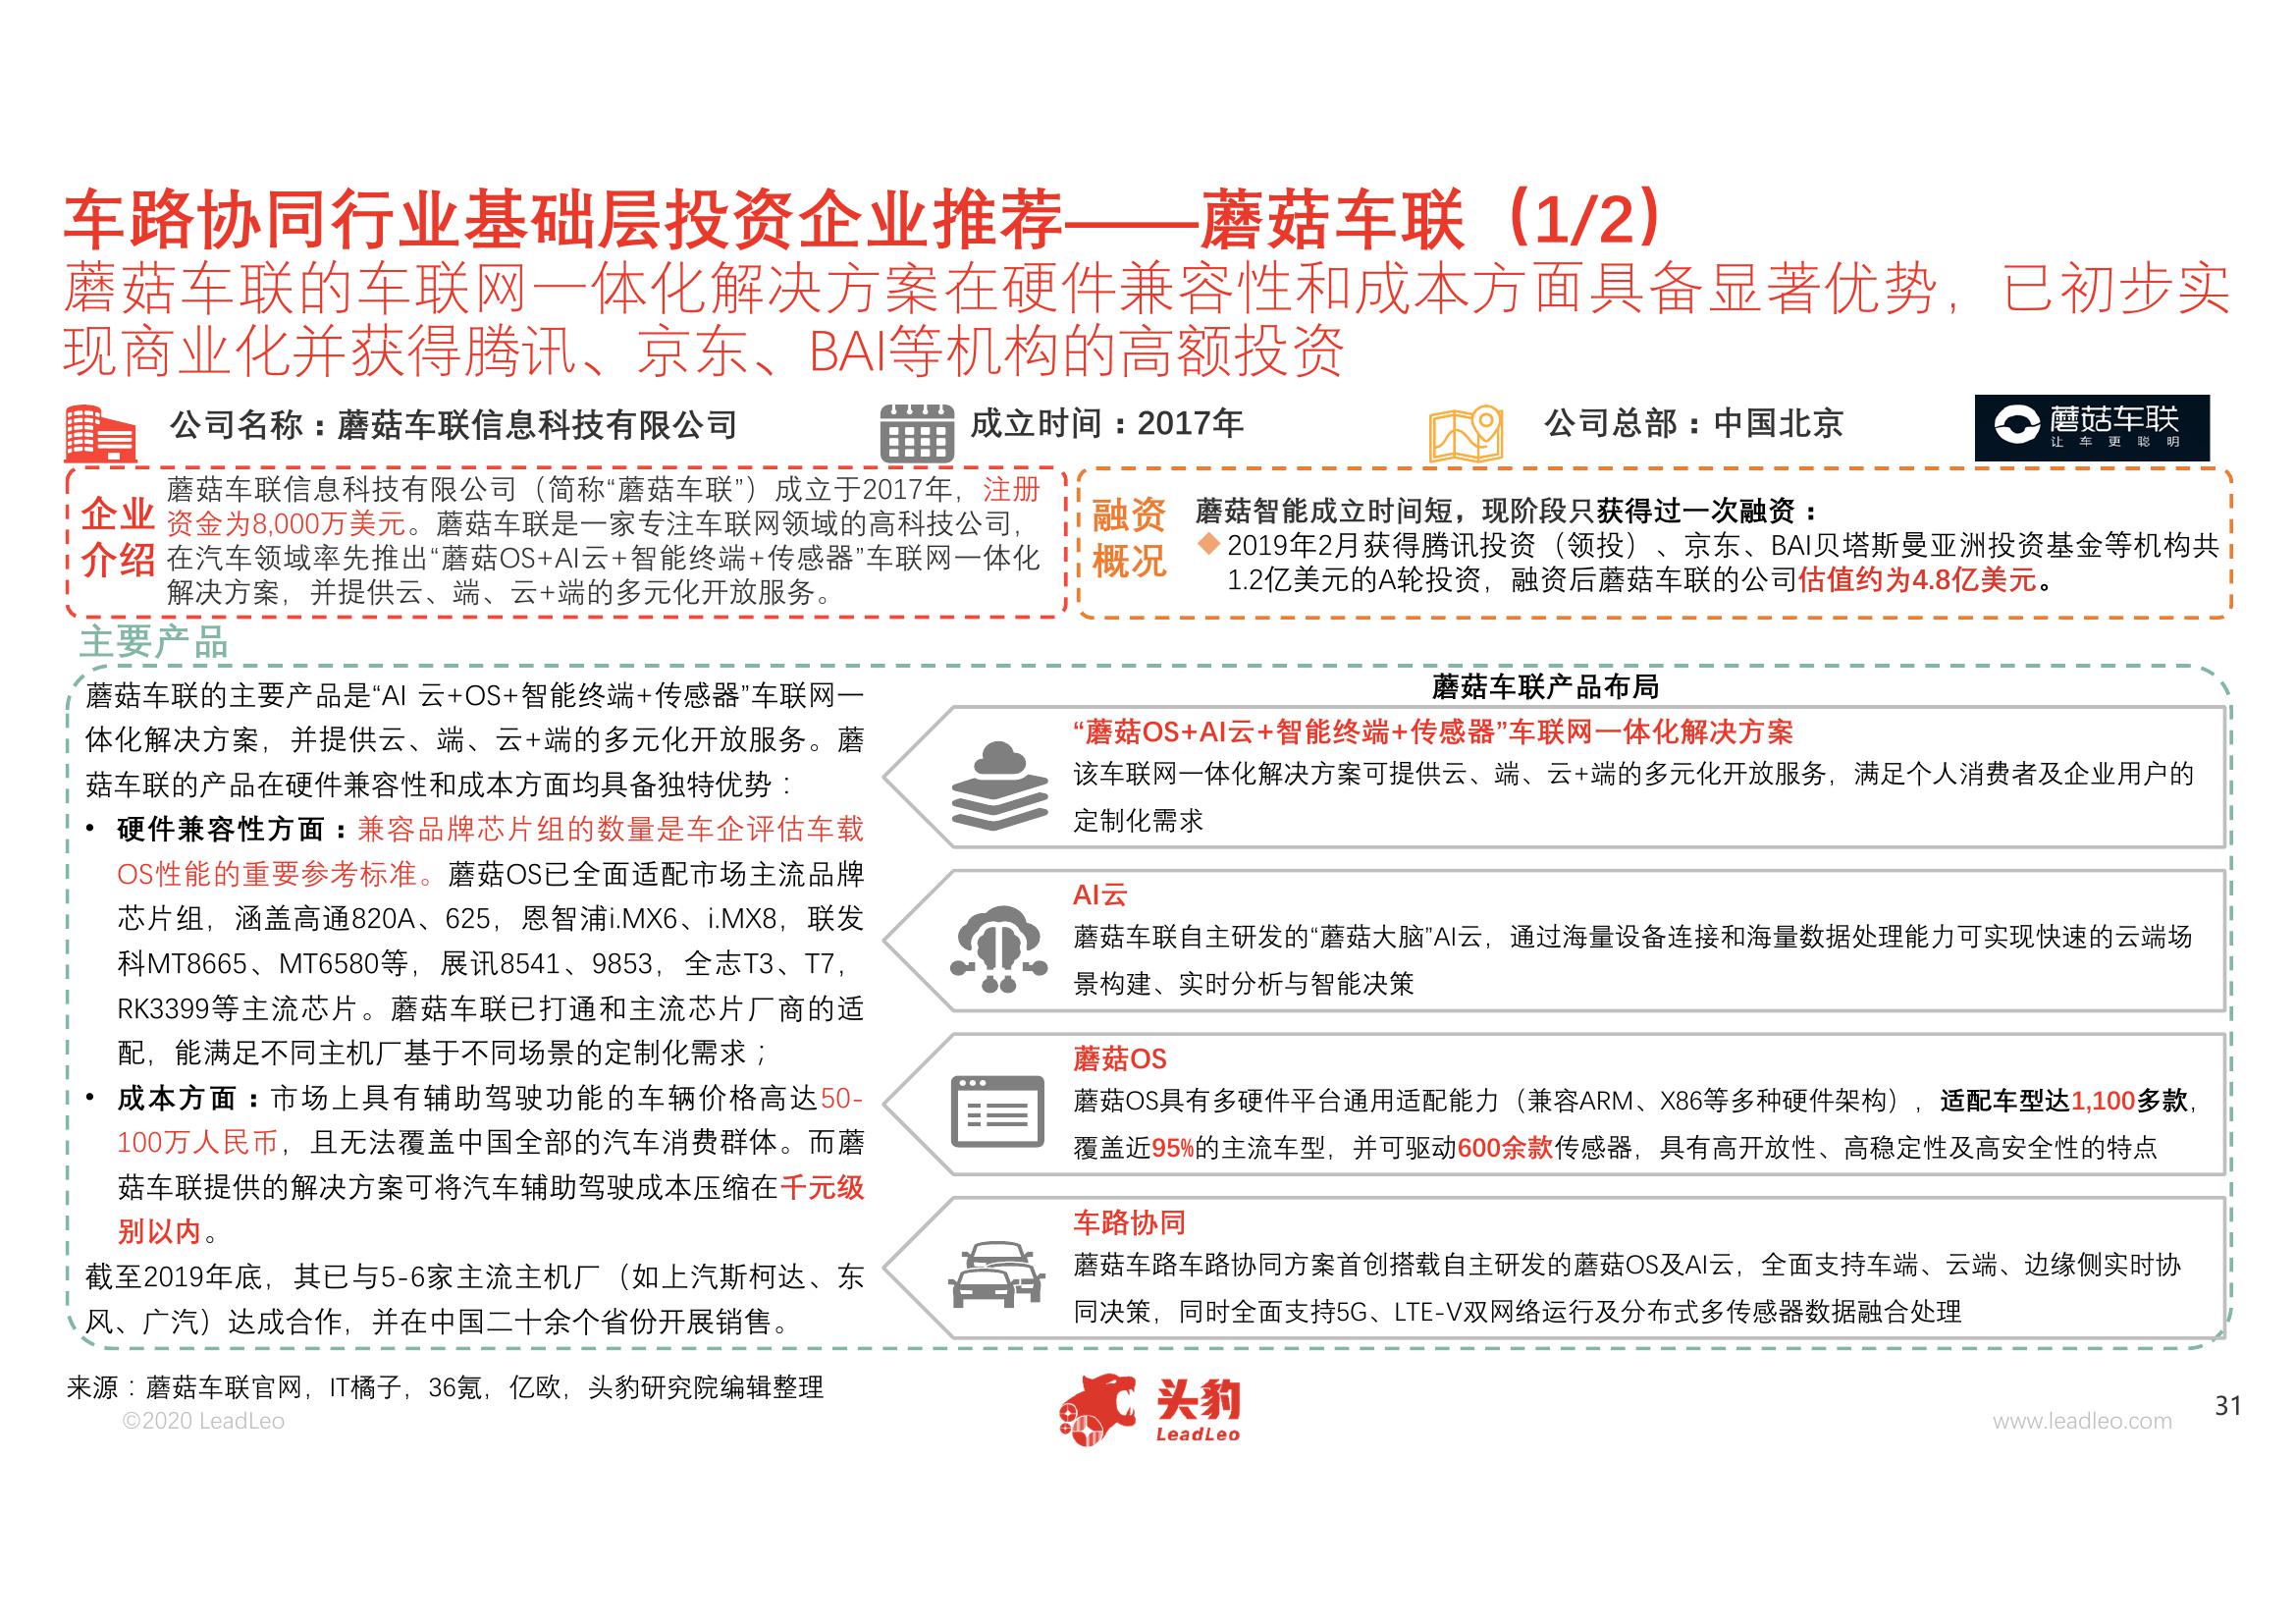 车路协同行业基础层投资企业推荐——蘑菇车联（1/2）
蘑菇车联的车联网一体化解决方案在硬件兼容性和成本方面具备显著优势，已初步实
现商业化并获得腾讯、京东、BAI等机构的高额投资
公司名称：蘑菇车联信息科技有限公司
成立时间：2017年
公司总部：中国北京
蘑菇车联
让车更聪明
企业
介绍
蘑菇车联信息科技有限公司（简称“蘑菇车联”）成立于2017年，注册
资金为8,000万美元。蘑菇车联是一家专注车联网领域的高科技公司，
在汽车领域率先推出“蘑菇OS+AI云+智能终端+传感器”车联网一体化
解决方案，并提供云、端、云+端的多元化开放服务。
融资
概况
蘑菇智能成立时间短，现阶段只获得过一次融资：
2019年2月获得腾讯投资（领投）、京东、BAI贝塔斯曼亚洲投资基金等机构共
1.2亿美元的A轮投资，融资后蘑菇车联的公司估值约为4.8亿美元。
主要产品
蘑菇车联的主要产品是“AI 云+OS+智能终端+传感器”车联网一
体化解决方案，并提供云、端、云+端的多元化开放服务。蘑
菇车联的产品在硬件兼容性和成本方面均具备独特优势：
• 硬件兼容性方面：兼容品牌芯片组的数量是车企评估车载
OS性能的重要参考标准。蘑菇OS已全面适配市场主流品牌
芯片组，涵盖高通820A、625，恩智浦i.MX6、i.MX8，联发
科MT8665、MT6580等，展讯8541、9853，全志T3、T7，
RK3399等主流芯片。蘑菇车联已打通和主流芯片厂商的适
配，能满足不同主机厂基于不同场景的定制化需求；
• 成本方面：市场上具有辅助驾驶功能的车辆价格高达50-
100万人民币，且无法覆盖中国全部的汽车消费群体。而蘑
菇车联提供的解决方案可将汽车辅助驾驶成本压缩在千元级
别以内。
截至2019年底，其已与5-6家主流主机厂（如上汽斯柯达、东
风、广汽）达成合作，并在中国二十余个省份开展销售。
蘑菇车联产品布局
“蘑菇OS+AI云+智能终端+传感器”车联网一体化解决方案
该车联网一体化解决方案可提供云、端、云+端的多元化开放服务，满足个人消费者及企业用户的
定制化需求
AI云
蘑菇车联自主研发的“蘑菇大脑”AI云，通过海量设备连接和海量数据处理能力可实现快速的云端场
景构建、实时分析与智能决策
蘑菇OS
蘑菇OS具有多硬件平台通用适配能力（兼容ARM、X86等多种硬件架构），适配车型达1,100多款，
覆盖近95%的主流车型，并可驱动600余款传感器，具有高开放性、高稳定性及高安全性的特点
车路协同
蘑菇车路车路协同方案首创搭载自主研发的蘑菇OS及AI云，全面支持车端、云端、边缘侧实时协
同决策，同时全面支持5G、LTE-V双网络运行及分布式多传感器数据融合处理
来源：蘑菇车联官网，IT橘子，36氪，亿欧，头豹研究院编辑整理
©2020 LeadLeo
头豹
LeadLeo
www.leadleo.com
31